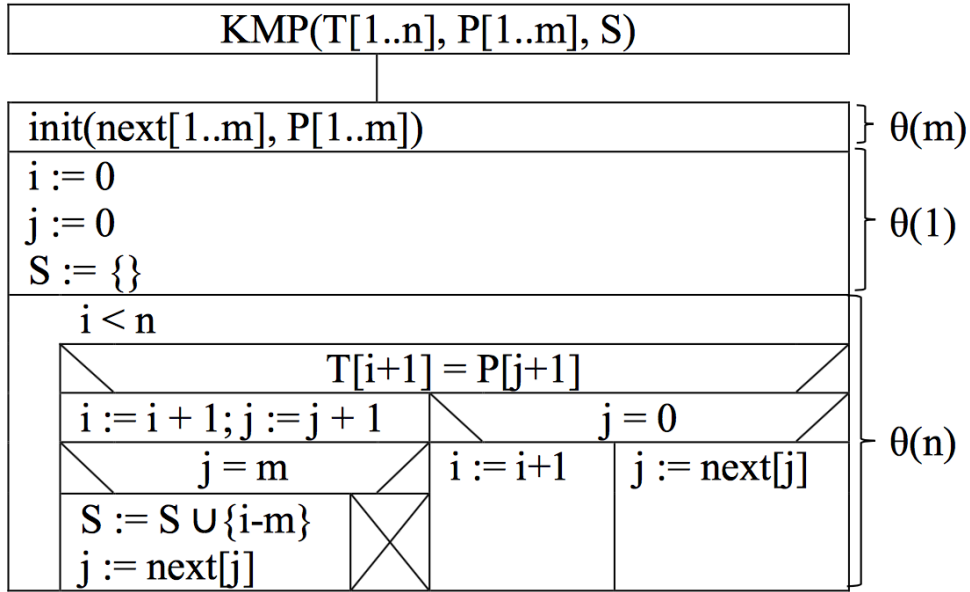 KMP(T[1..n], P[1..m], S)
init(next[1..m], P[1..m])
θ(m)
i := 0
j := 0
S := {}
θ(1)
i < n
T[i+1] = P[j+1]
i := i + 1; j := j + 1
j = 0
j = m
i := i+1
j := next[j]
S := S ∪{i-m}
j := next[j]
θ(n)